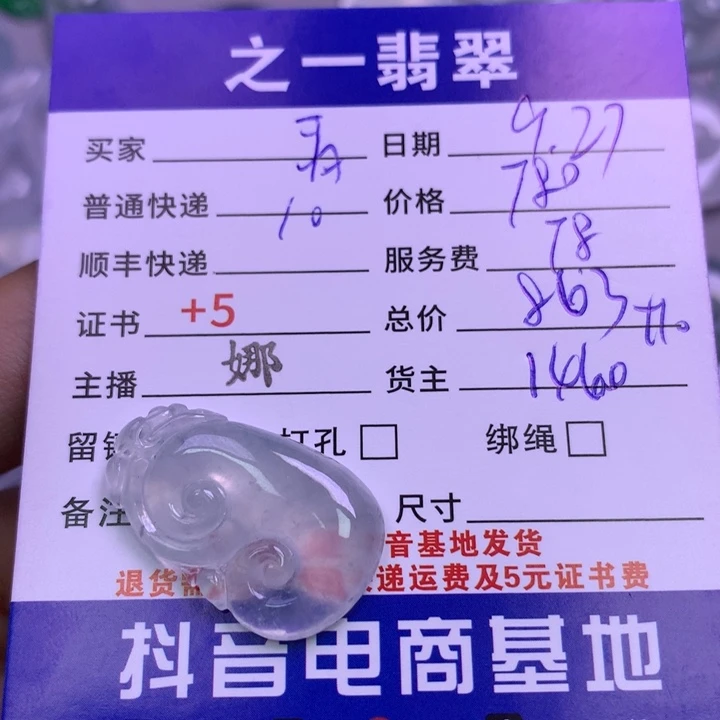 之一翡翠
买家 日期 9.27
普通快递 10 价格 780
顺丰快递 服务费 78
证书 +5 总价 863
主播 娜 货主 1460
留 打孔 绑绳
备注 尺寸
音基地发货
退货需 递运费及5元证书费
抖音电商基地